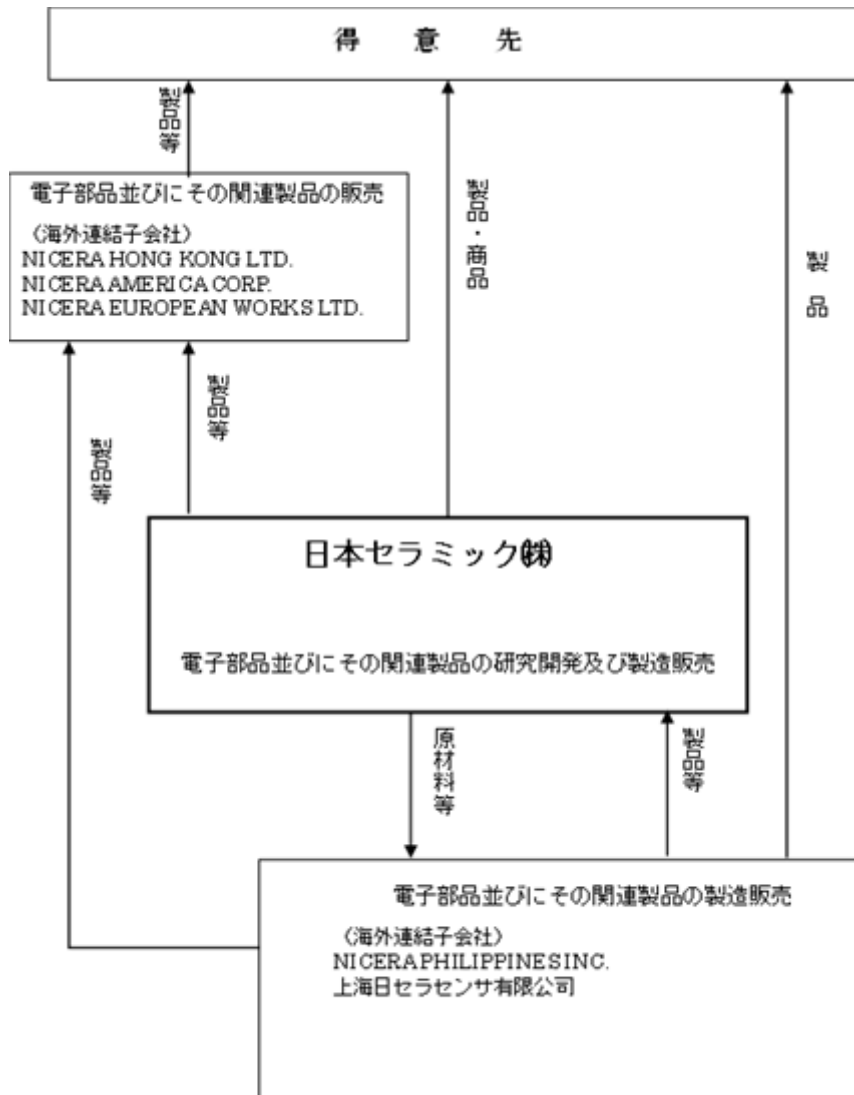 得　意　先
製品等
電子部品並びにその関連製品の販売
〈海外連結子会社〉
NICERA HONG KONG LTD.
NICERA AMERICA CORP.
NICERA EUROPEAN WORKS LTD.
製品・商品
製　品
製品等
製品等
日本セラミック㈱
電子部品並びにその関連製品の研究開発及び製造販売
原材料等
製品等
電子部品並びにその関連製品の製造販売
〈海外連結子会社〉
NICERA PHILIPPINES INC.
上海日セラセンサ有限公司